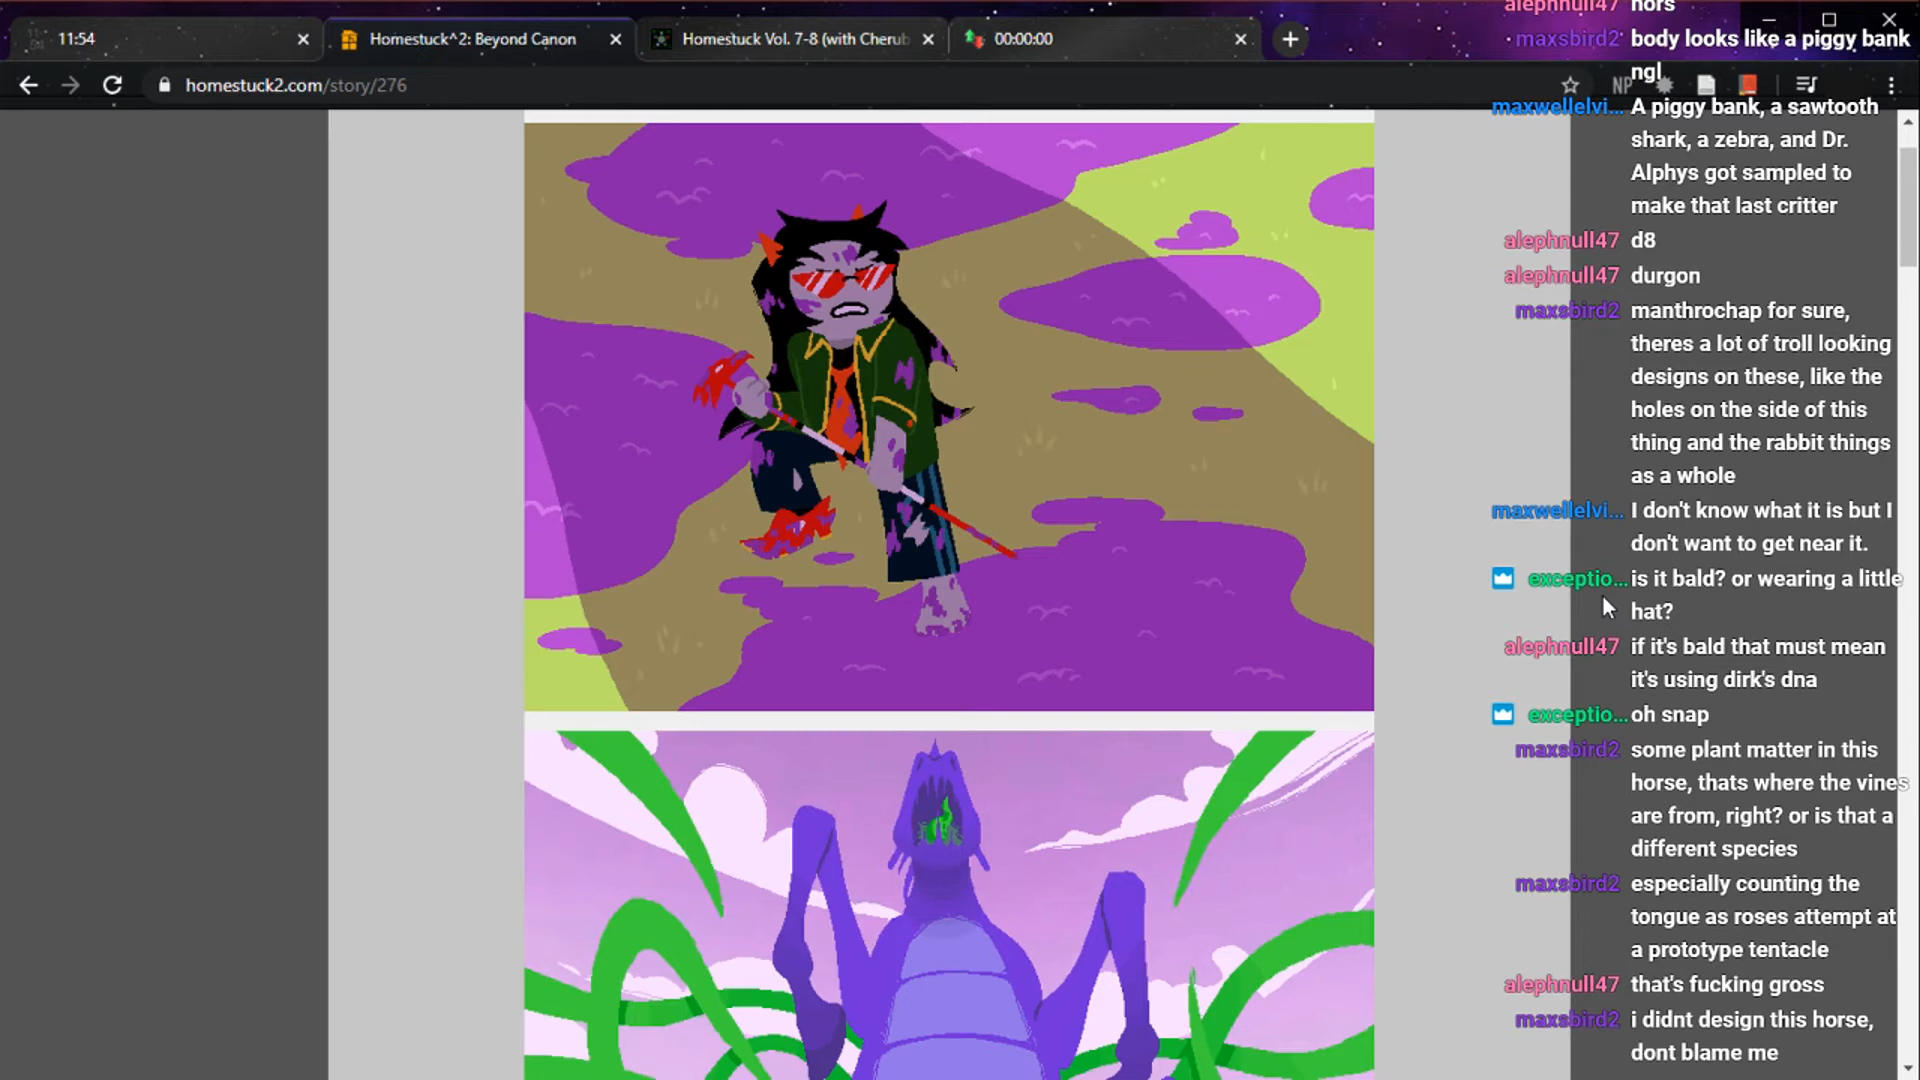 11:54
Homestuck^2: Beyond Canon
Homestuck Vol. 7-8 (with Cherub
00:00:00
homestuck2.com/story/276
NP
alephnull47 hors
maxsbird2 body looks like a piggy bank
ngl
maxwellelvi... A piggy bank, a sawtooth
shark, a zebra, and Dr.
Alphys got sampled to
make that last critter
alephnull47 d8
alephnull47 durgon
maxsbird2 manthrochap for sure,
theres a lot of troll looking
designs on these, like the
holes on the side of this
thing and the rabbit things
as a whole
maxwellelvi... I don't know what it is but I
don't want to get near it.
exceptio... is it bald? or wearing a little
hat?
alephnull47 if it's bald that must mean
it's using dirk's dna
exceptio... oh snap
maxsbird2 some plant matter in this
horse, thats where the vines
are from, right? or is that a
different species
maxsbird2 especially counting the
tongue as roses attempt at
a prototype tentacle
alephnull47 that's fucking gross
maxsbird2 i didnt design this horse,
dont blame me